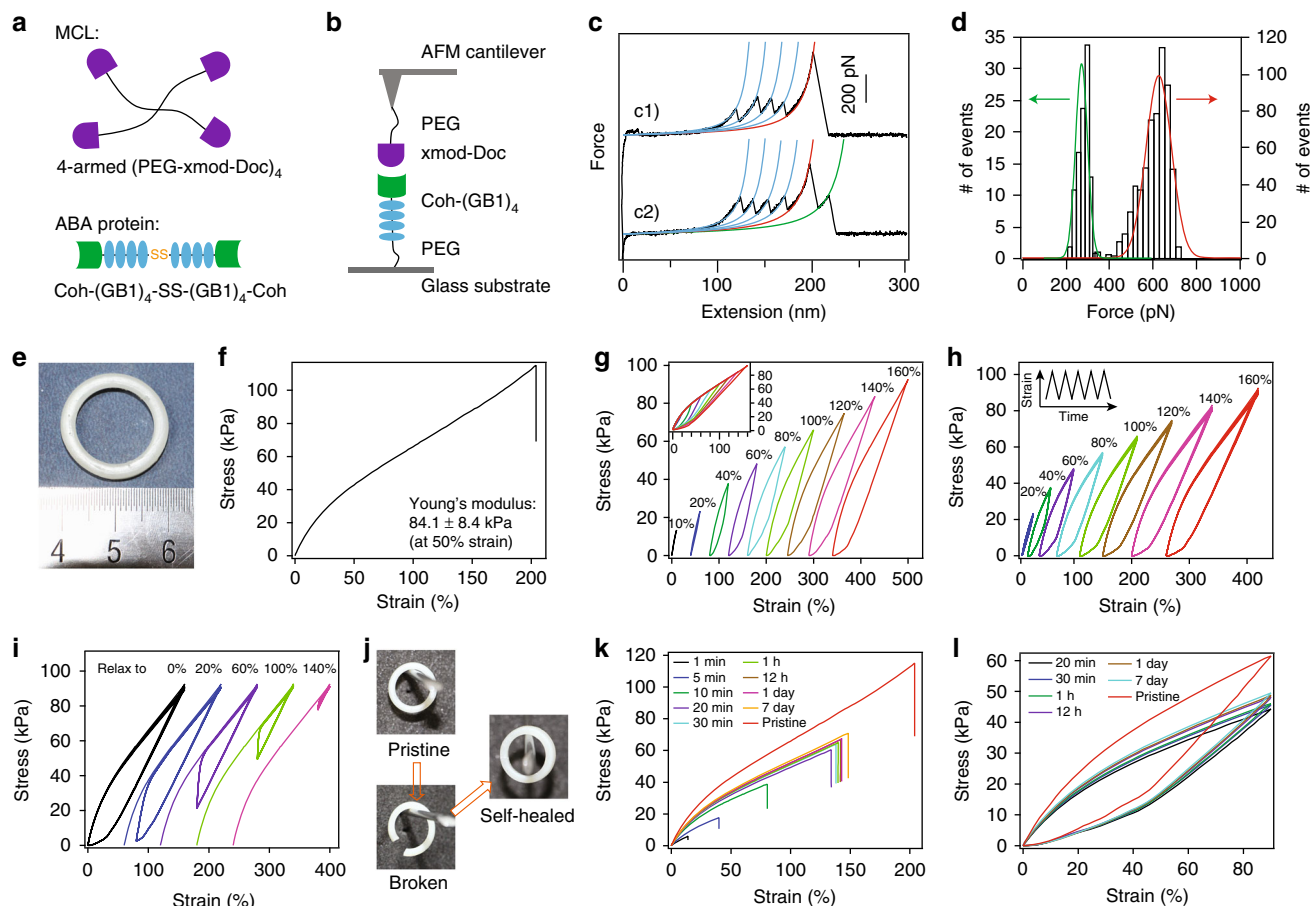 a
MCL:
4-armed (PEG-xmod-Doc)4
ABA protein:
SS
Coh-(GB1)4-SS-(GB1)4-Coh
b
AFM cantilever
PEG
xmod-Doc
Coh-(GB1)4
PEG
Glass substrate
c
c1)
c2)
200 pN
Force
0 100 200 300
Extension (nm)
d
35
30
25
20
15
10
5
0
# of events
120
100
80
60
40
20
0
# of events
0 200 400 600 800 1000
Force (pN)
e
4 5 6
f
100
80
60
40
20
0
Stress (kPa)
Young's modulus:
84.1 ± 8.4 kPa
(at 50% strain)
0 50 100 150 200
Strain (%)
g
100
80
60
40
20
0
Stress (kPa)
80
60
40
20
0
0 100
10% 20% 40% 60% 80% 100% 120% 140% 160%
0 100 200 300 400 500
Strain (%)
h
100
80
60
40
20
0
Stress (kPa)
Strain
Time
20% 40% 60% 80% 100% 120% 140% 160%
0 100 200 300 400
Strain (%)
i
100
80
60
40
20
0
Stress (kPa)
Relax to 0% 20% 60% 100% 140%
0 100 200 300 400
Strain (%)
j
Pristine
Broken
Self-healed
k
120
100
80
60
40
20
0
Stress (kPa)
1 min
5 min
10 min
20 min
30 min
1 h
12 h
1 day
7 day
Pristine
0 50 100 150 200
Strain (%)
l
60
50
40
30
20
10
0
Stress (kPa)
20 min
30 min
1 h
12 h
1 day
7 day
Pristine
0 20 40 60 80
Strain (%)